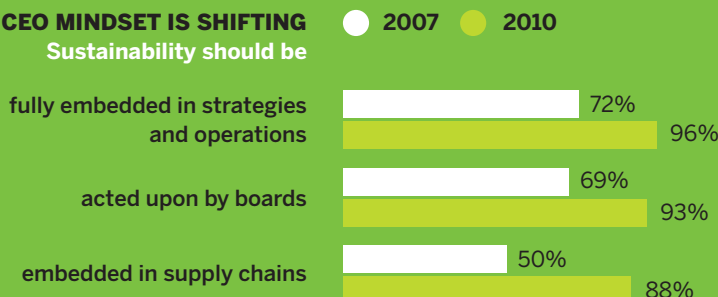 CEO MINDSET IS SHIFTING
2007
2010
Sustainability should be
fully embedded in strategies
and operations
72%
96%
acted upon by boards
69%
93%
embedded in supply chains
50%
88%